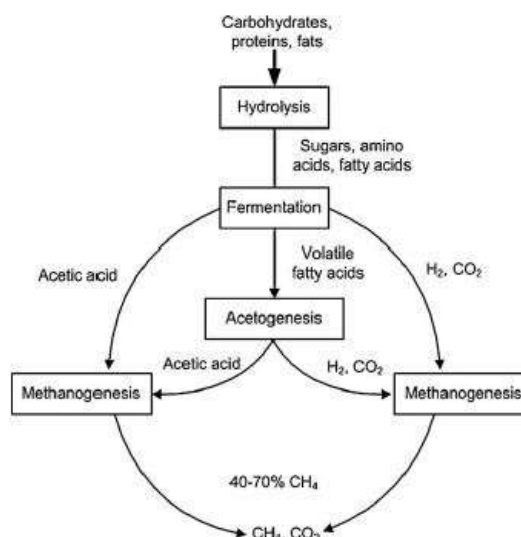 Carbohydrates,
proteins, fats
Hydrolysis
Sugars, amino
acids, fatty acids
Fermentation
Volatile
fatty acids
Acetic acid
H₂, CO₂
Acetogenesis
Acetic acid
H₂, CO₂
Methanogenesis
Methanogenesis
40-70% CH₄
CH₄, CO₂